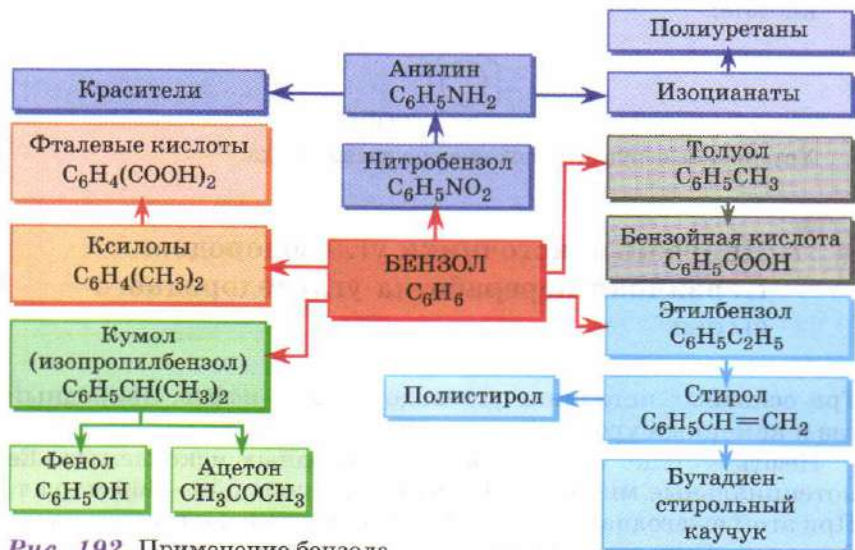 Полиуретаны
Красители
Анилин
C₆H₅NH₂
Изоцианаты
Фталевые кислоты
C₆H₄(COOH)₂
Нитробензол
C₆H₅NO₂
Толуол
C₆H₅CH₃
Ксилолы
C₆H₄(CH₃)₂
БЕНЗОЛ
C₆H₆
Бензойная кислота
C₆H₅COOH
Кумол
(изопропилбензол)
C₆H₅CH(CH₃)₂
Этилбензол
C₆H₅C₂H₅
Полистирол
Стирол
C₆H₅CH=CH₂
Фенол
C₆H₅OH
Ацетон
CH₃COCH₃
Бутадиен-
стирольный
каучук
Рис. 192. Применение бензола